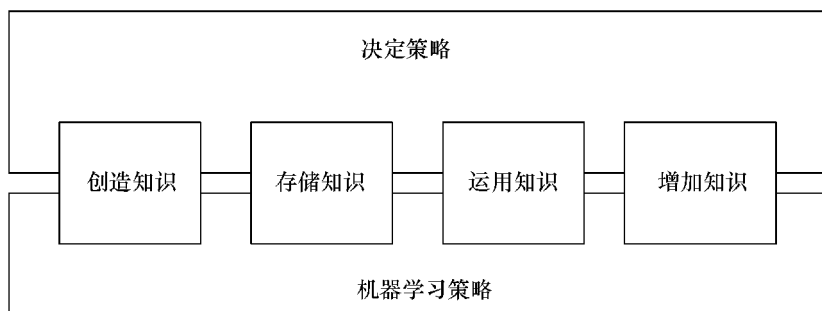 决定策略
创造知识
存储知识
运用知识
增加知识
机器学习策略